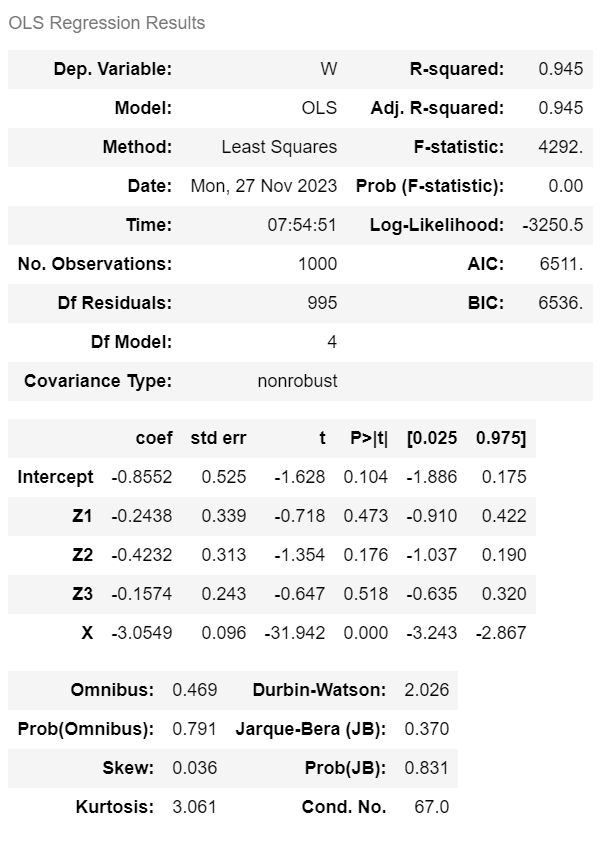 OLS Regression Results
Dep. Variable: W R-squared: 0.945
Model: OLS Adj. R-squared: 0.945
Method: Least Squares F-statistic: 4292.
Date: Mon, 27 Nov 2023 Prob (F-statistic): 0.00
Time: 07:54:51 Log-Likelihood: -3250.5
No. Observations: 1000 AIC: 6511.
Df Residuals: 995 BIC: 6536.
Df Model: 4
Covariance Type: nonrobust
coef std err t P>|t| [0.025 0.975]
Intercept -0.8552 0.525 -1.628 0.104 -1.886 0.175
Z1 -0.2438 0.339 -0.718 0.473 -0.910 0.422
Z2 -0.4232 0.313 -1.354 0.176 -1.037 0.190
Z3 -0.1574 0.243 -0.647 0.518 -0.635 0.320
X -3.0549 0.096 -31.942 0.000 -3.243 -2.867
Omnibus: 0.469 Durbin-Watson: 2.026
Prob(Omnibus): 0.791 Jarque-Bera (JB): 0.370
Skew: 0.036 Prob(JB): 0.831
Kurtosis: 3.061 Cond. No. 67.0